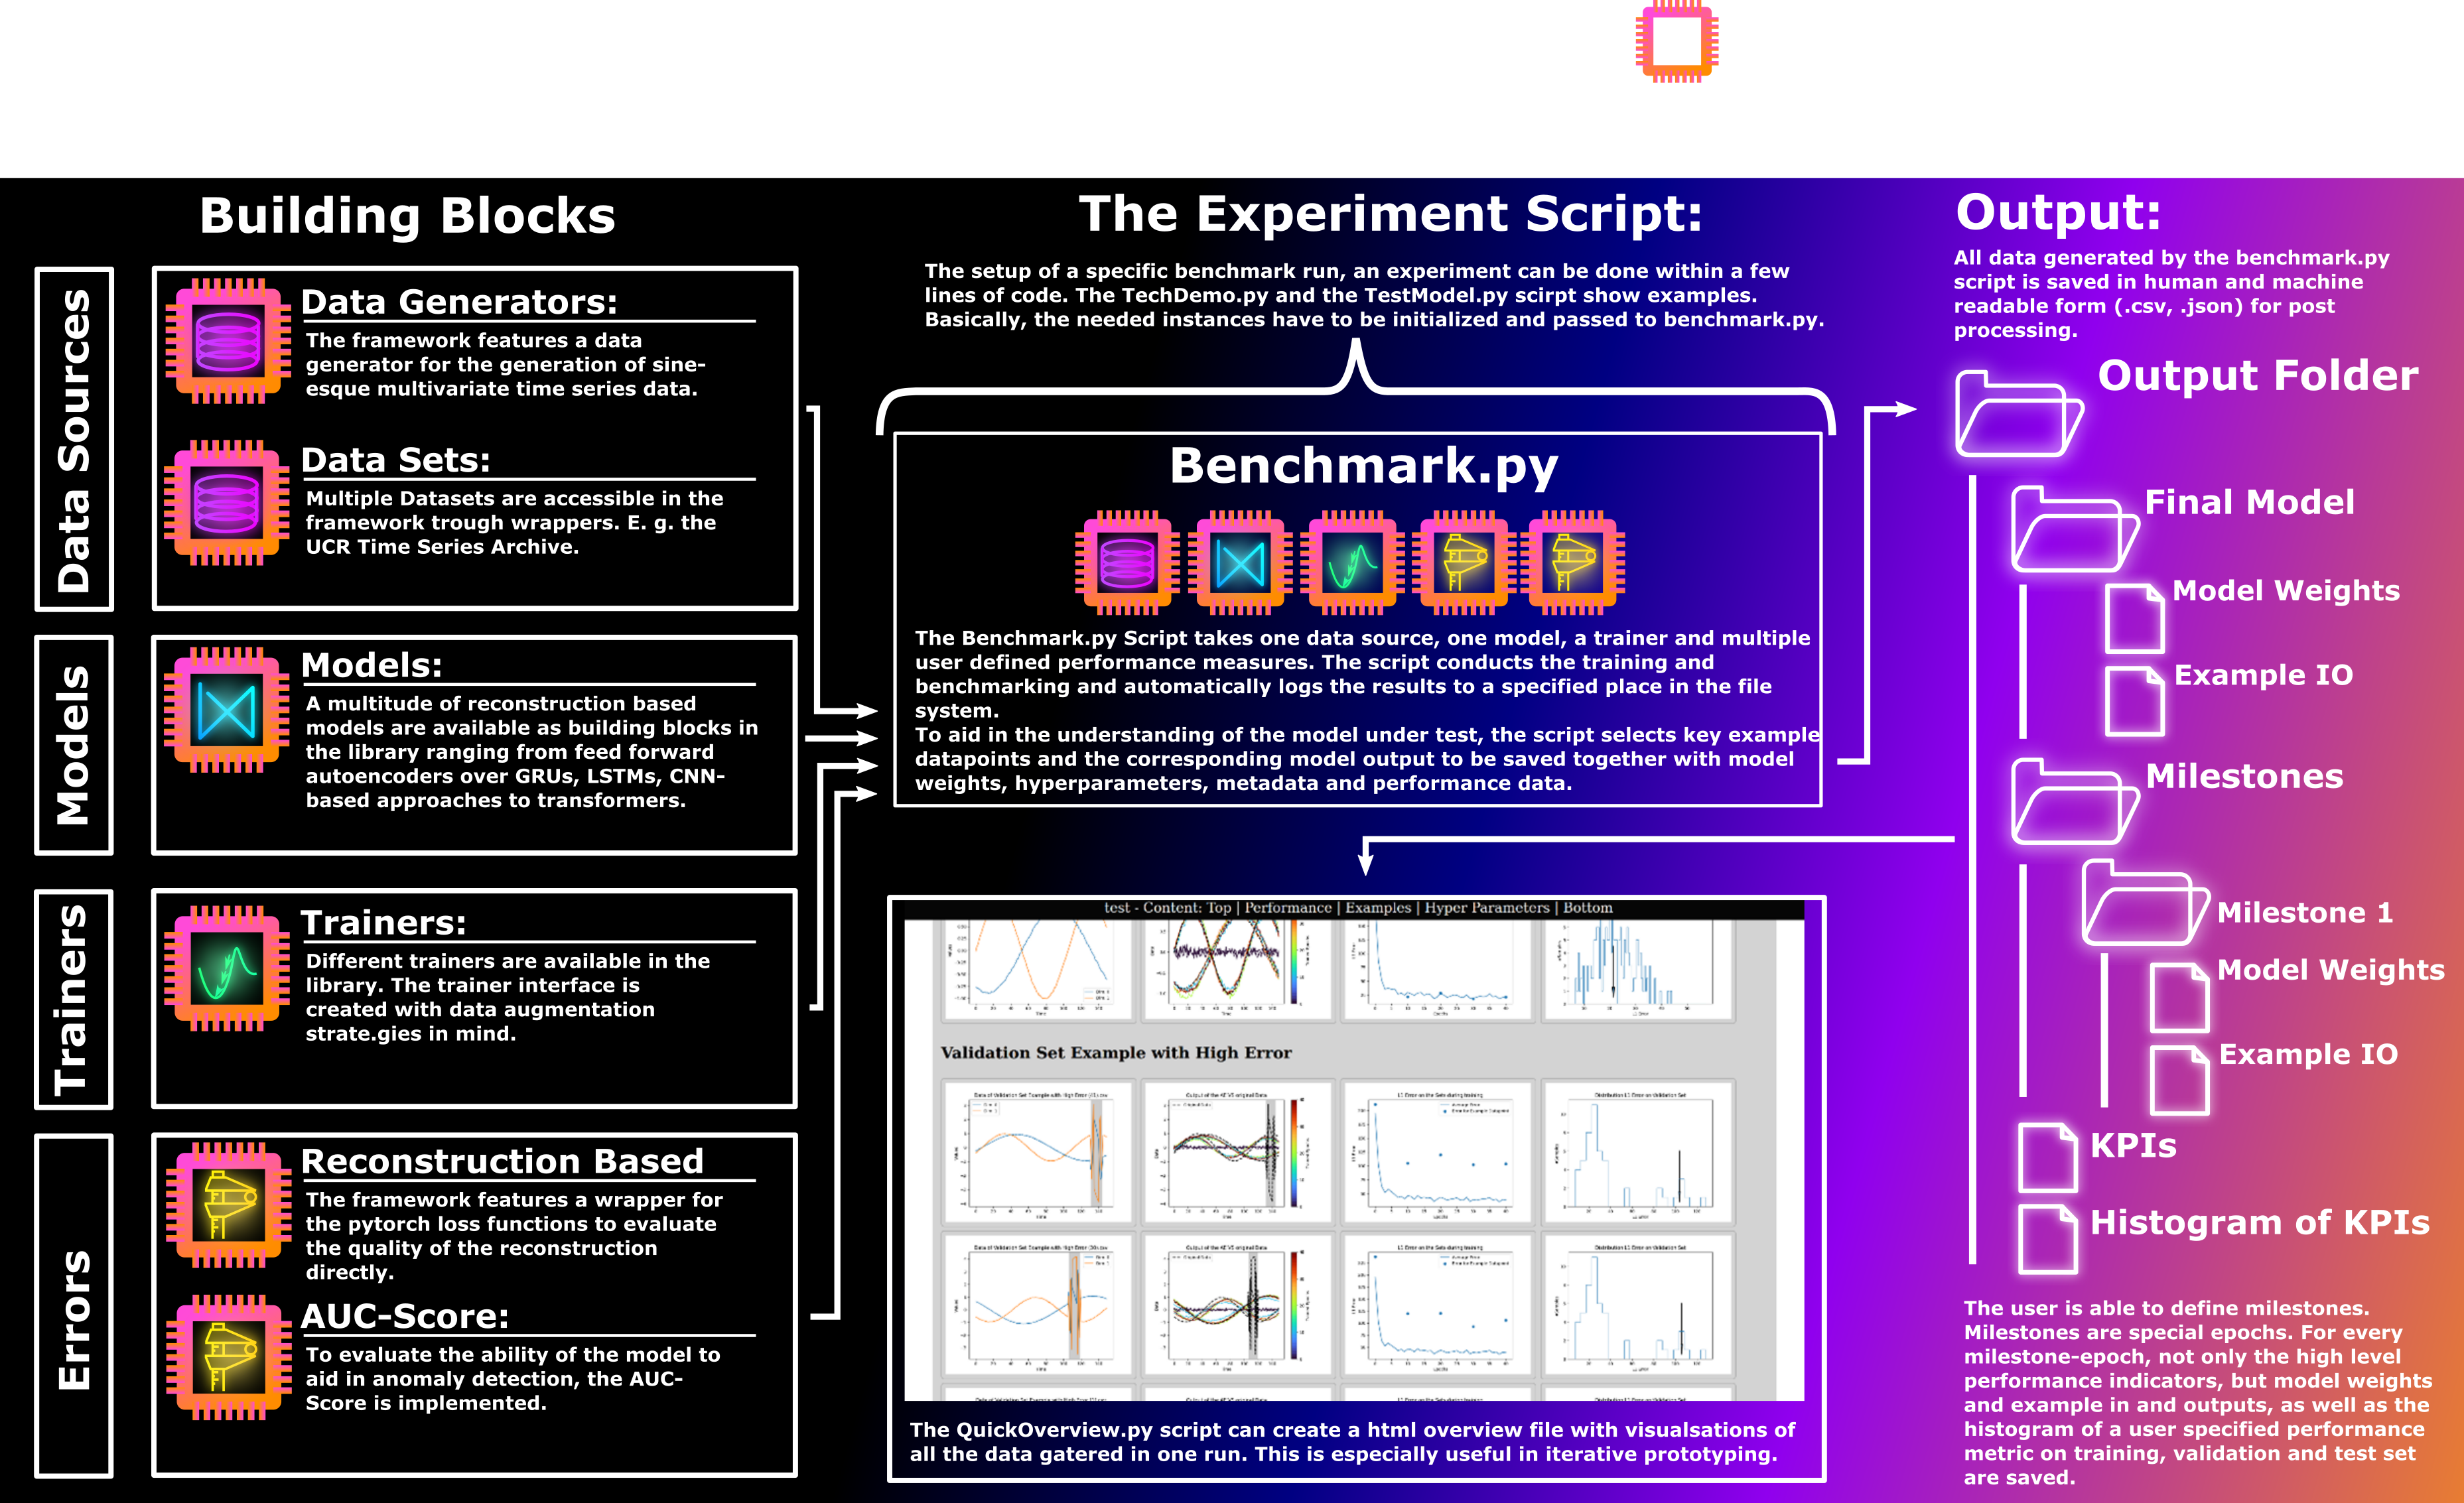 Building Blocks
Data Sources
Data Generators:
The framework features a data
generator for the generation of sine-
esque multivariate time series data.
Data Sets:
Multiple Datasets are accessible in the
framework trough wrappers. E. g. the
UCR Time Series Archive.
Models
Models:
A multitude of reconstruction based
models are available as building blocks in
the library ranging from feed forward
autoencoders over GRUs, LSTMs, CNN-
based approaches to transformers.
Trainers
Trainers:
Different trainers are available in the
library. The trainer interface is
created with data augmentation
strate.gies in mind.
Errors
Reconstruction Based
The framework features a wrapper for
the pytorch loss functions to evaluate
the quality of the reconstruction
directly.
AUC-Score:
To evaluate the ability of the model to
aid in anomaly detection, the AUC-
Score is implemented.
The Experiment Script:
The setup of a specific benchmark run, an experiment can be done within a few
lines of code. The TechDemo.py and the TestModel.py scirpt show examples.
Basically, the needed instances have to be initialized and passed to benchmark.py.
Benchmark.py
The Benchmark.py Script takes one data source, one model, a trainer and multiple
user defined performance measures. The script conducts the training and
benchmarking and automatically logs the results to a specified place in the file
system.
To aid in the understanding of the model under test, the script selects key example
datapoints and the corresponding model output to be saved together with model
weights, hyperparameters, metadata and performance data.
test - Content: Top | Performance | Examples | Hyper Parameters | Bottom
Validation Set Example with High Error
The QuickOverview.py script can create a html overview file with visualsations of
all the data gatered in one run. This is especially useful in iterative prototyping.
Output:
All data generated by the benchmark.py
script is saved in human and machine
readable form (.csv, .json) for post
processing.
Output Folder
Final Model
Model Weights
Example IO
Milestones
Milestone 1
Model Weights
Example IO
KPIs
Histogram of KPIs
The user is able to define milestones.
Milestones are special epochs. For every
milestone-epoch, not only the high level
performance indicators, but model weights
and example in and outputs, as well as the
histogram of a user specified performance
metric on training, validation and test set
are saved.